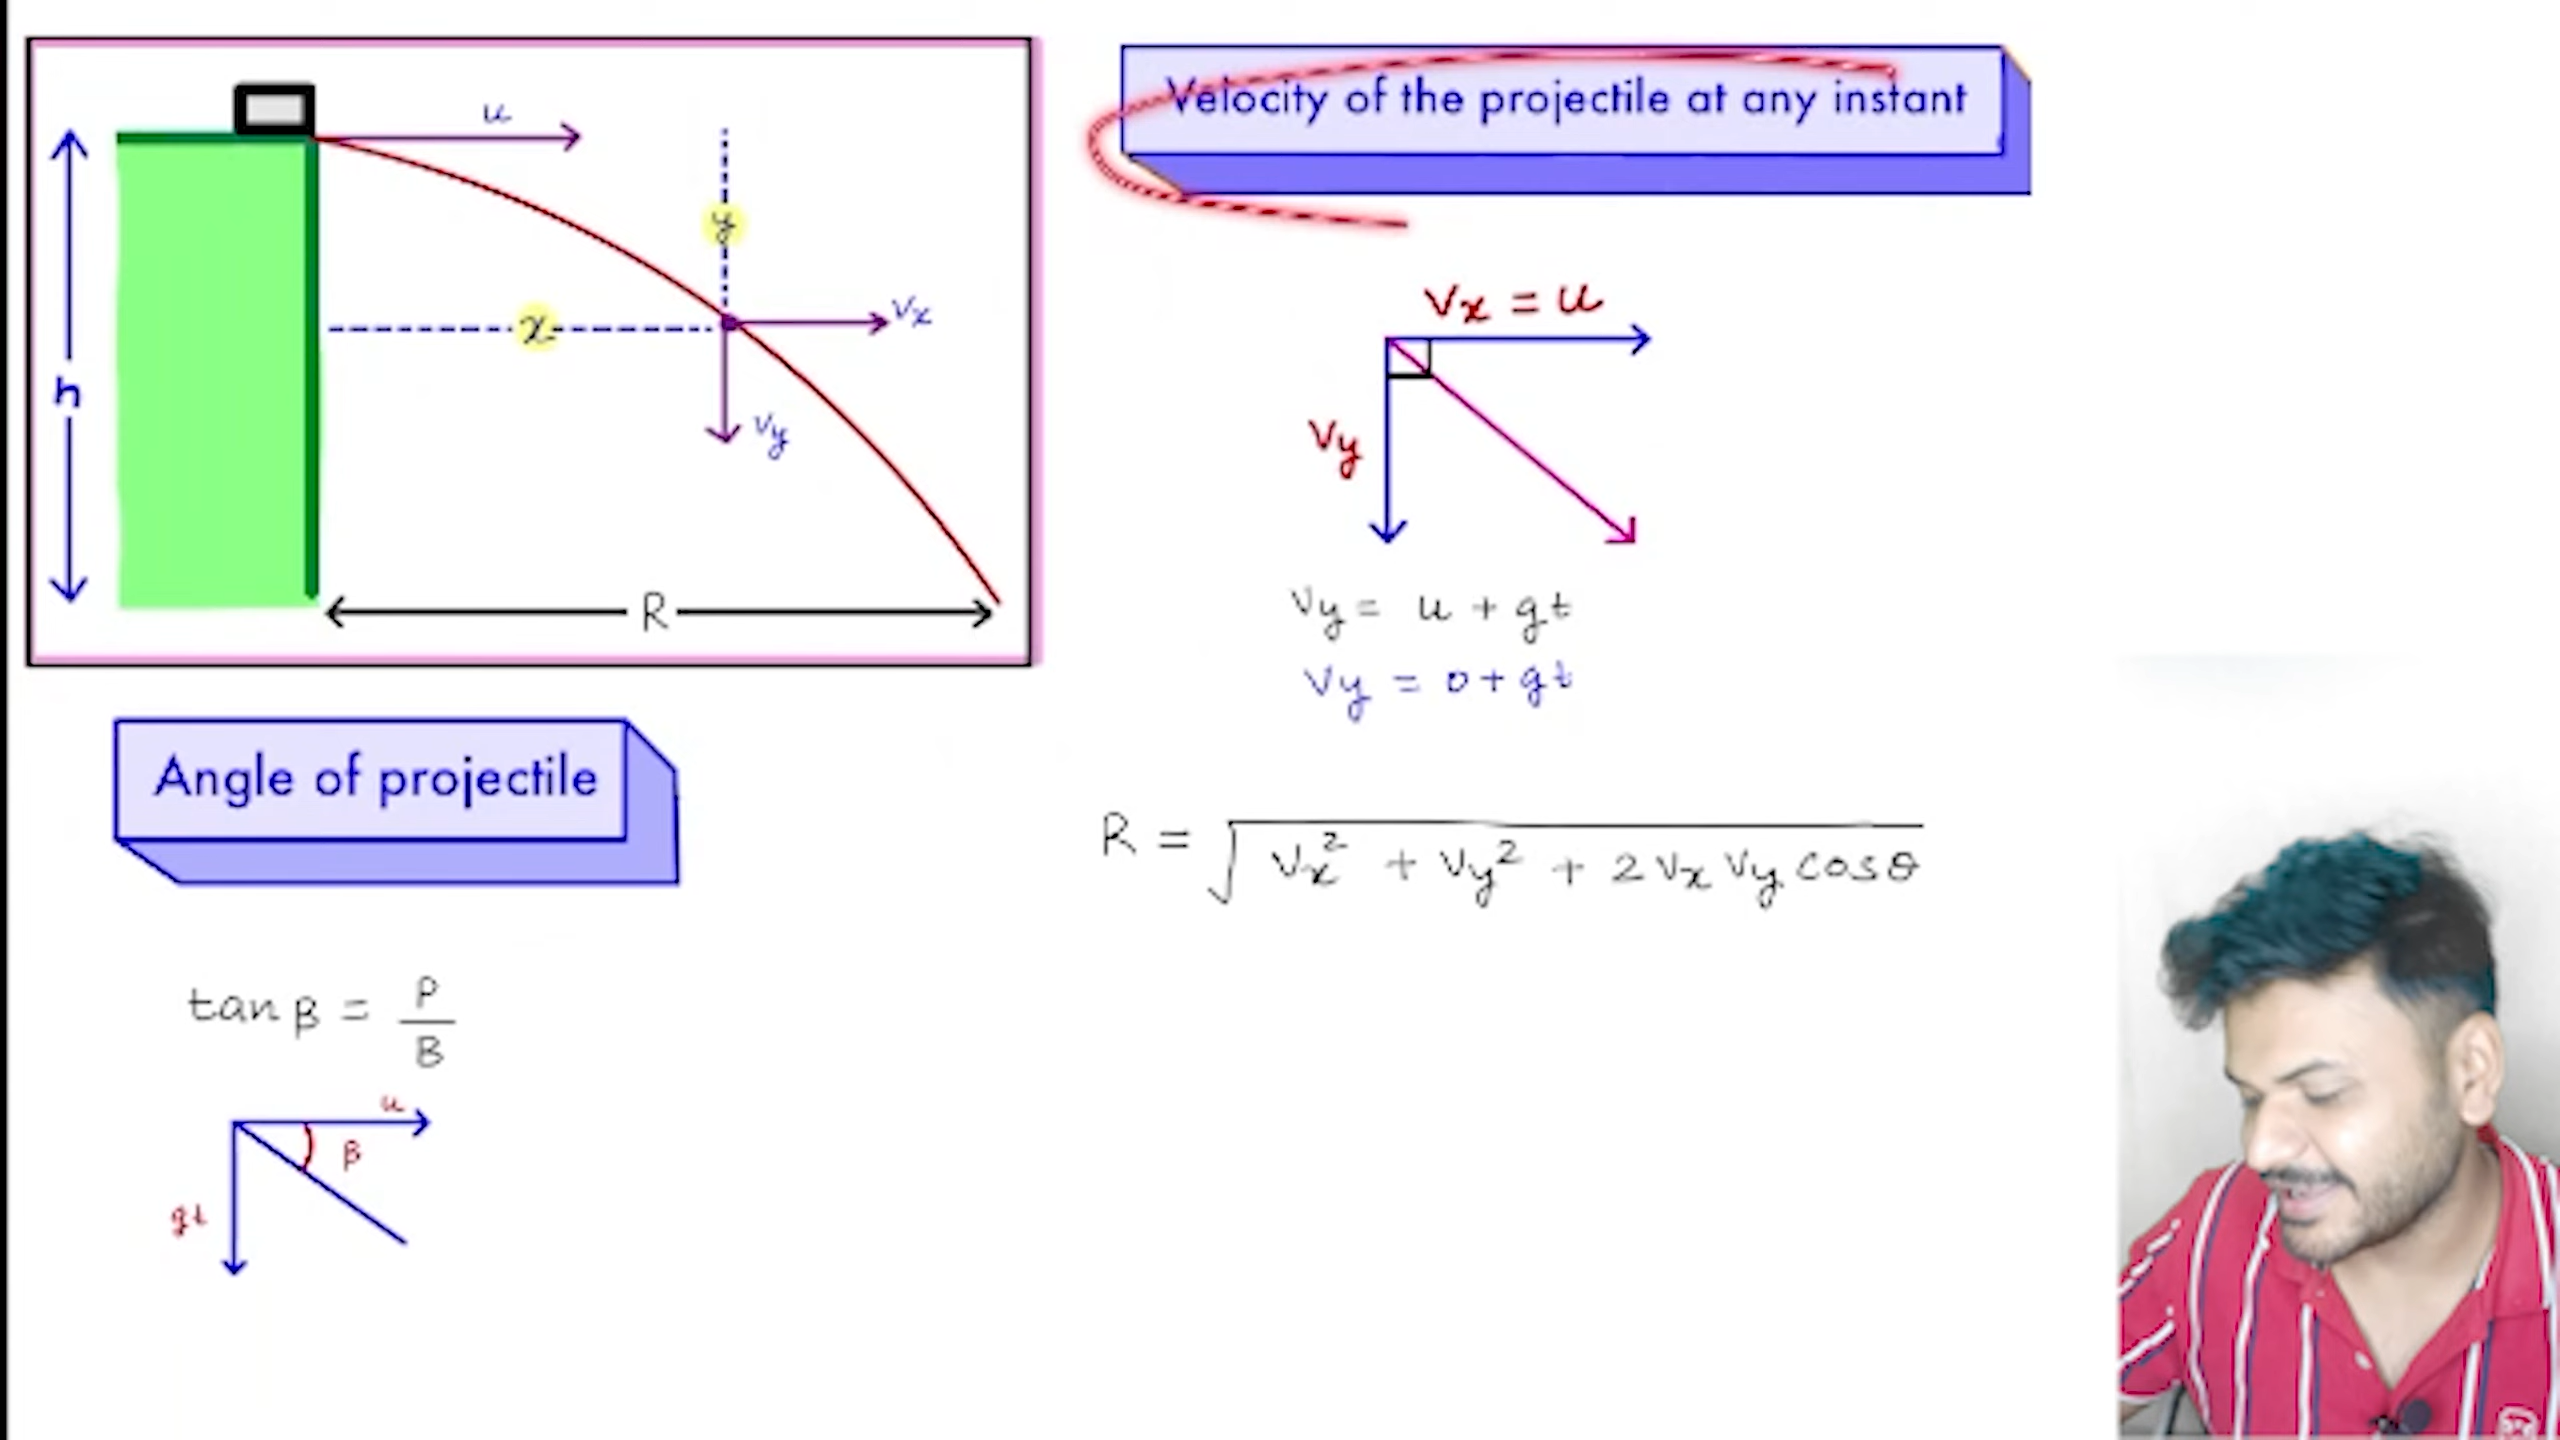 u
y
x
Vx
Vy
h
R
Velocity of the projectile at any instant
Vx = u
Vy
Vy = u + gt
Vy = 0 + gt
R = √(Vx² + Vy² + 2 Vx Vy cosθ)
Angle of projectile
tan β = P/B
u
β
gt